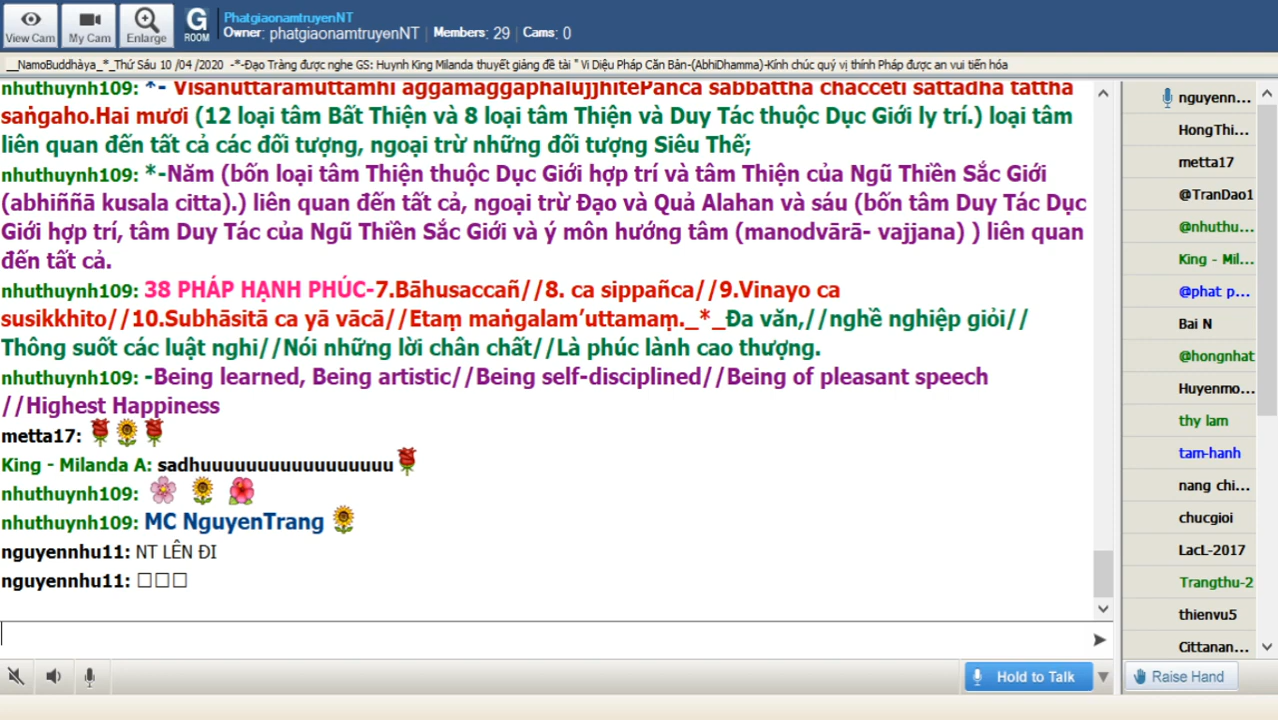 View Cam
My Cam
Enlarge
G
ROOM
PhatgiaonamtruyenNT
Owner: phatgiaonamtruyenNT | Members: 29 | Cams: 0
__NamoBuddhàya_*_Thứ Sáu 10 /04 /2020 -*-Đạo Tràng được nghe GS: Huynh King Milanda thuyết giảng đề tài " Vi Diệu Pháp Căn Bản-(AbhiDhamma)-Kính chúc quý vị thính Pháp được an vui tiến hóa
nhuthuynh109: *- Visanuttaramuttamhi aggamaggaphalujjhitePanca sabbattha chacceti sattadha tattha
saṅgaho.Hai mươi (12 loại tâm Bất Thiện và 8 loại tâm Thiện và Duy Tác thuộc Dục Giới ly trí.) loại tâm
liên quan đến tất cả các đối tượng, ngoại trừ những đối tượng Siêu Thế;
nhuthuynh109: *-Năm (bốn loại tâm Thiện thuộc Dục Giới hợp trí và tâm Thiện của Ngũ Thiền Sắc Giới
(abhiññā kusala citta).) liên quan đến tất cả, ngoại trừ Đạo và Quả Alahan và sáu (bốn tâm Duy Tác Dục
Giới hợp trí, tâm Duy Tác của Ngũ Thiền Sắc Giới và ý môn hướng tâm (manodvārā- vajjana) ) liên quan
đến tất cả.
nhuthuynh109: 38 PHÁP HẠNH PHÚC-7.Bāhusaccañ//8. ca sippañca//9.Vinayo ca
susikkhito//10.Subhāsitā ca yā vācā//Etaṃ maṅgalam’uttamaṃ._*_Đa văn,//nghề nghiệp giỏi//
Thông suốt các luật nghi//Nói những lời chân chất//Là phúc lành cao thượng.
nhuthuynh109: -Being learned, Being artistic//Being self-disciplined//Being of pleasant speech
//Highest Happiness
metta17:
King - Milanda A: sadhuuuuuuuuuuuuuuuuu
nhuthuynh109:
nhuthuynh109: MC NguyenTrang
nguyennhu11: NT LÊN ĐI
nguyennhu11: □□□
Hold to Talk
nguyenn...
HongThi...
metta17
@TranDao1
@nhuthu...
King - Mil...
@phat p...
Bai N
@hongnhat
Huyenmo...
thy lam
tam-hanh
nang chi...
chucgioi
LacL-2017
Trangthu-2
thienvu5
Cittanan...
Raise Hand